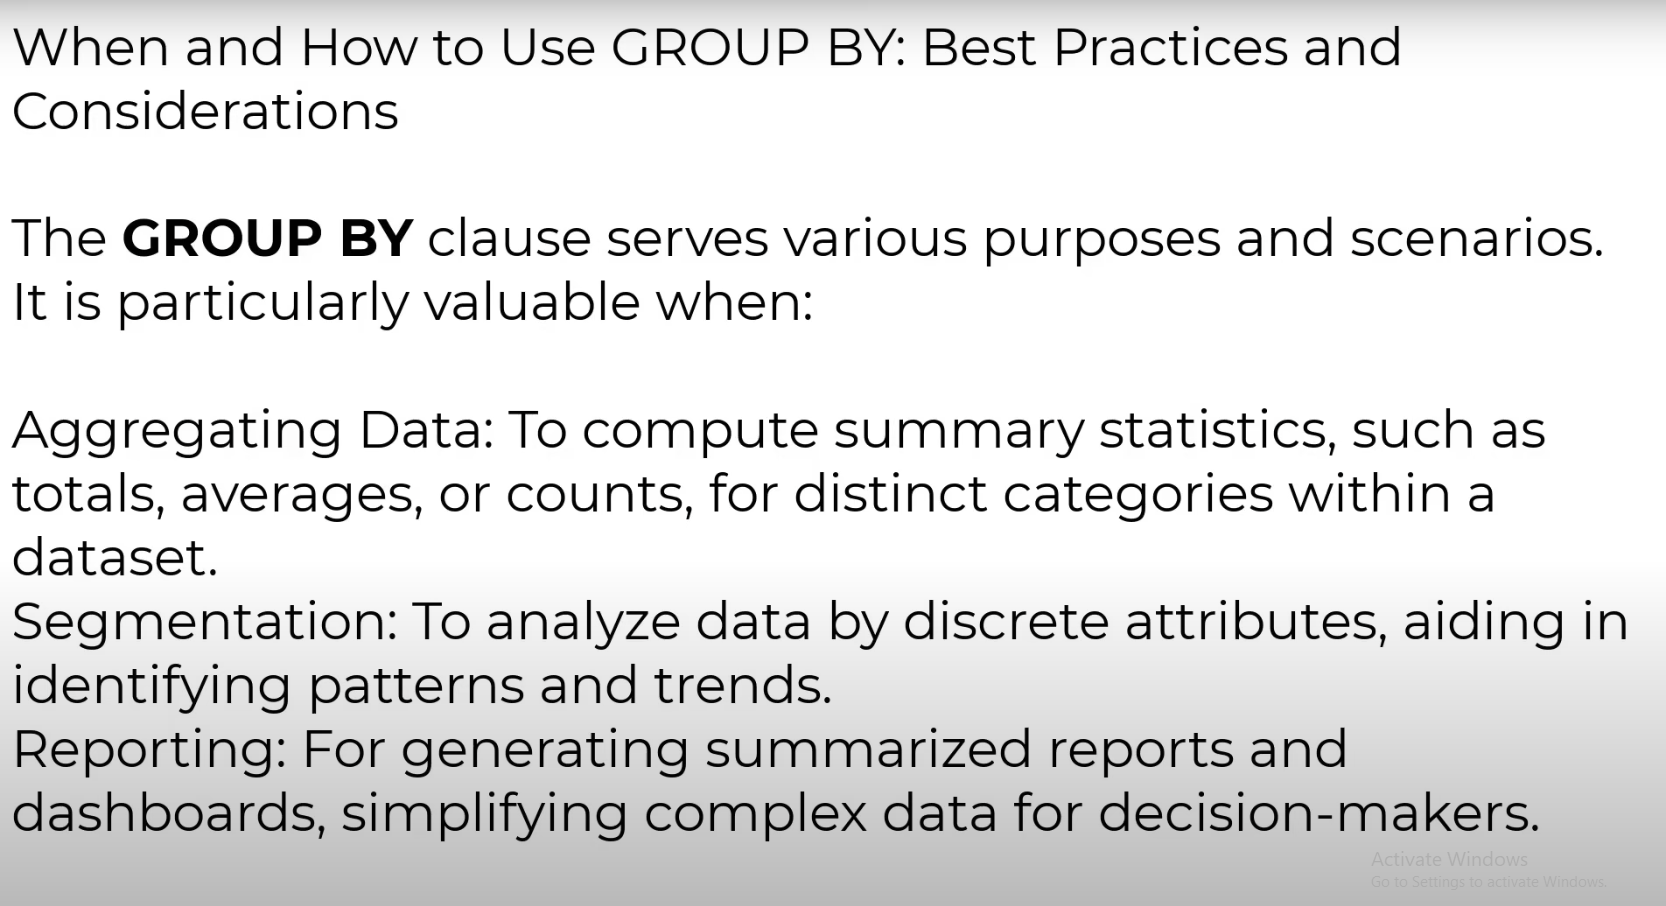 When and How to Use GROUP BY: Best Practices and
Considerations
The GROUP BY clause serves various purposes and scenarios.
It is particularly valuable when:
Aggregating Data: To compute summary statistics, such as
totals, averages, or counts, for distinct categories within a
dataset.
Segmentation: To analyze data by discrete attributes, aiding in
identifying patterns and trends.
Reporting: For generating summarized reports and
dashboards, simplifying complex data for decision-makers.
Activate Windows
Go to Settings to activate Windows.